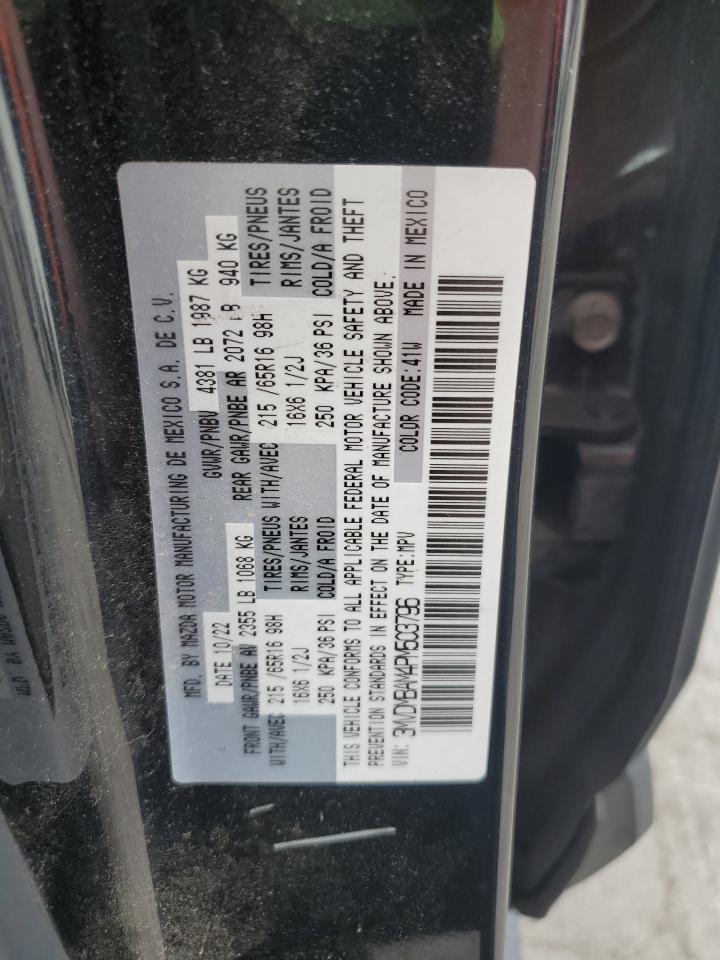 MFD. BY MAZDA MOTOR MANUFACTURING DE MEXICO S.A. DE C.V.
DATE 10/22 GVWR/PNBV 4381 LB 1987 KG
FRONT GAWR/PNBE AV 2355 LB 1068 KG REAR GAWR/PNBE AR 2072 LB 940 KG
WITH/AVEC 215 /65R16 98H TIRES/PNEUS WITH/AVEC 215 /65R16 98H TIRES/PNEUS
16X6 1/2J RIMS/JANTES 16X6 1/2J RIMS/JANTES
250 KPA/36 PSI COLD/A FROID 250 KPA/36 PSI COLD/A FROID
THIS VEHICLE CONFORMS TO ALL APPLICABLE FEDERAL MOTOR VEHICLE SAFETY AND THEFT
PREVENTION STANDARDS IN EFFECT ON THE DATE OF MANUFACTURE SHOWN ABOVE.
VIN: 3MVDMBAM4PM503796 TYPE:MPV COLOR CODE:41W MADE IN MEXICO